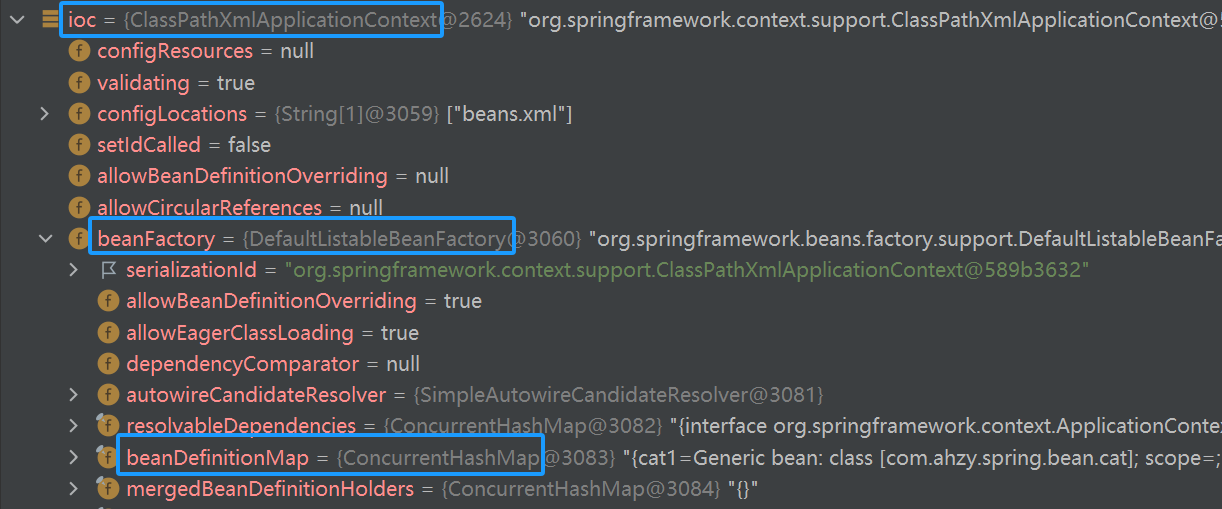 ioc = {ClassPathXmlApplicationContext@2624} "org.springframework.context.support.ClassPathXmlApplicationContext@5
f configResources = null
f validating = true
f configLocations = {String[1]@3059} ["beans.xml"]
f setIdCalled = false
f allowBeanDefinitionOverriding = null
f allowCircularReferences = null
f beanFactory = {DefaultListableBeanFactory@3060} "org.springframework.beans.factory.support.DefaultListableBeanFa
serializationId = "org.springframework.context.support.ClassPathXmlApplicationContext@589b3632"
f allowBeanDefinitionOverriding = true
f allowEagerClassLoading = true
f dependencyComparator = null
f autowireCandidateResolver = {SimpleAutowireCandidateResolver@3081}
f resolvableDependencies = {ConcurrentHashMap@3082} "{interface org.springframework.context.ApplicationContex
f beanDefinitionMap = {ConcurrentHashMap@3083} "{cat1=Generic bean: class [com.ahzy.spring.bean.cat]; scope=;
f mergedBeanDefinitionHolders = {ConcurrentHashMap@3084} "{}"